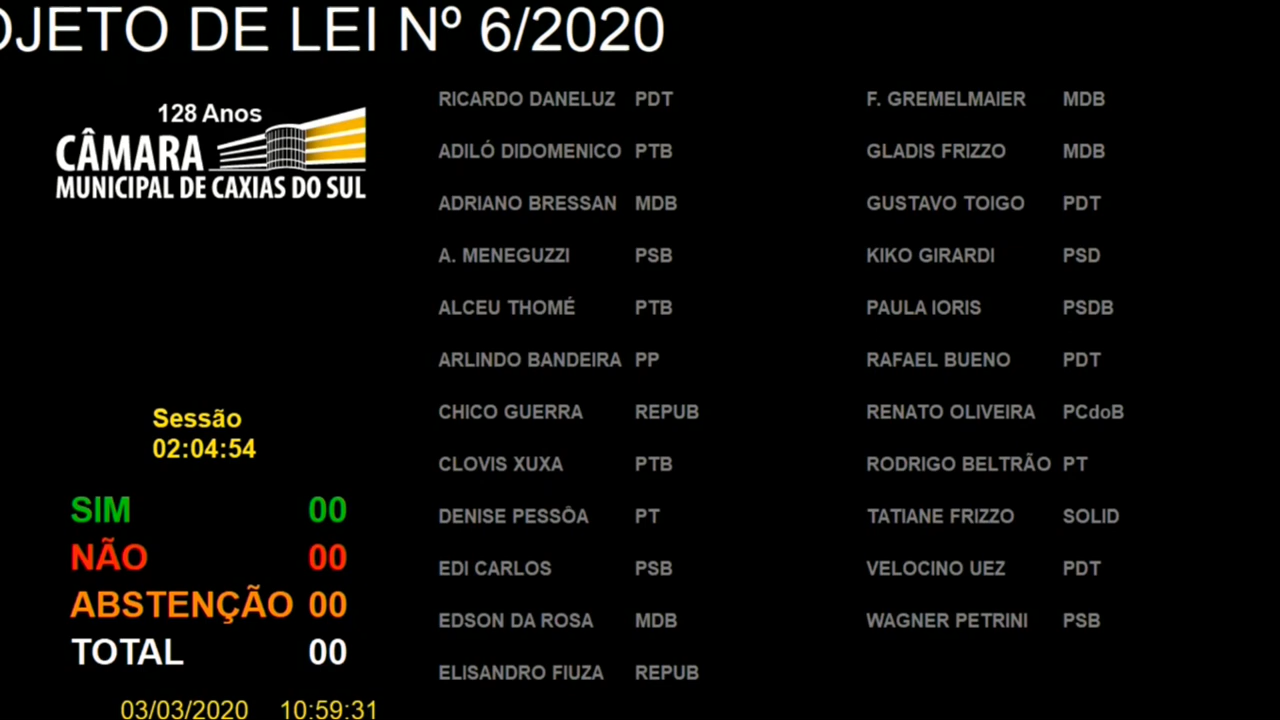 OJETO DE LEI Nº 6/2020
128 Anos
CÂMARA
MUNICIPAL DE CAXIAS DO SUL
Sessão
02:04:54
SIM 00
NÃO 00
ABSTENÇÃO 00
TOTAL 00
03/03/2020 10:59:31
RICARDO DANELUZ PDT
ADILÓ DIDOMENICO PTB
ADRIANO BRESSAN MDB
A. MENEGUZZI PSB
ALCEU THOMÉ PTB
ARLINDO BANDEIRA PP
CHICO GUERRA REPUB
CLOVIS XUXA PTB
DENISE PESSÔA PT
EDI CARLOS PSB
EDSON DA ROSA MDB
ELISANDRO FIUZA REPUB
F. GREMELMAIER MDB
GLADIS FRIZZO MDB
GUSTAVO TOIGO PDT
KIKO GIRARDI PSD
PAULA IORIS PSDB
RAFAEL BUENO PDT
RENATO OLIVEIRA PCdoB
RODRIGO BELTRÃO PT
TATIANE FRIZZO SOLID
VELOCINO UEZ PDT
WAGNER PETRINI PSB